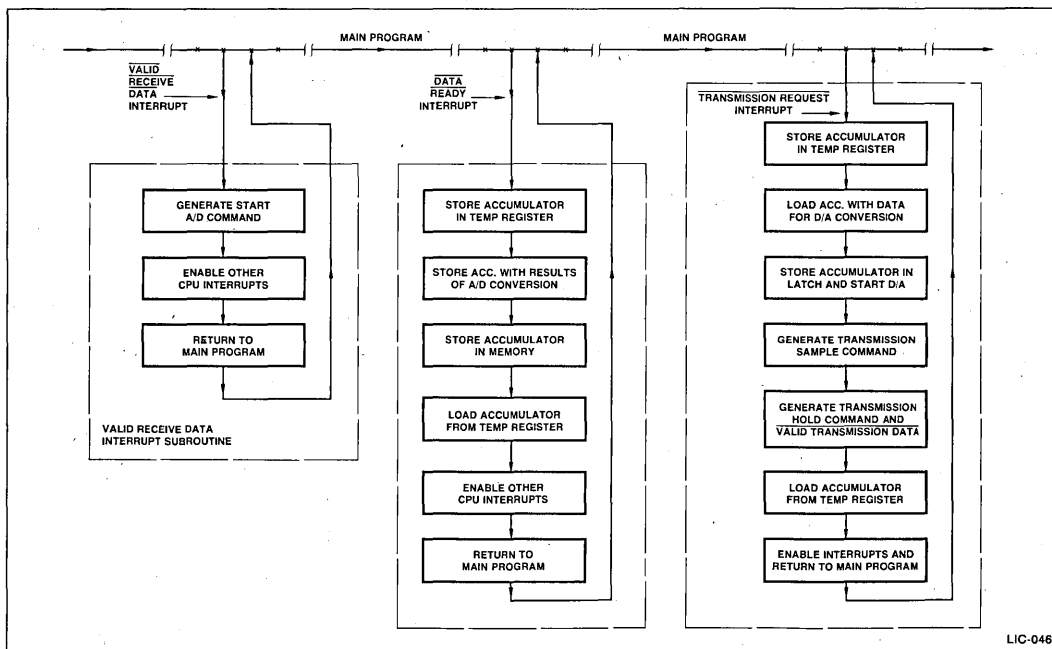 MAIN PROGRAM
MAIN PROGRAM
VALID
RECEIVE
DATA
INTERRUPT
GENERATE START
A/D COMMAND
ENABLE OTHER
CPU INTERRUPTS
RETURN TO
MAIN PROGRAM
VALID RECEIVE DATA
INTERRUPT SUBROUTINE
DATA
READY
INTERRUPT
STORE ACCUMULATOR
IN TEMP REGISTER
STORE ACC. WITH RESULTS
OF A/D CONVERSION
STORE ACCUMULATOR
IN MEMORY
LOAD ACCUMULATOR
FROM TEMP REGISTER
ENABLE OTHER
CPU INTERRUPTS
RETURN TO
MAIN PROGRAM
TRANSMISSION REQUEST
INTERRUPT
STORE ACCUMULATOR
IN TEMP REGISTER
LOAD ACC. WITH DATA
FOR D/A CONVERSION
STORE ACCUMULATOR IN
LATCH AND START D/A
GENERATE TRANSMISSION
SAMPLE COMMAND
GENERATE TRANSMISSION
HOLD COMMAND AND
VALID TRANSMISSION DATA
LOAD ACCUMULATOR
FROM TEMP REGISTER
ENABLE INTERRUPTS AND
RETURN TO MAIN PROGRAM
LIC-046